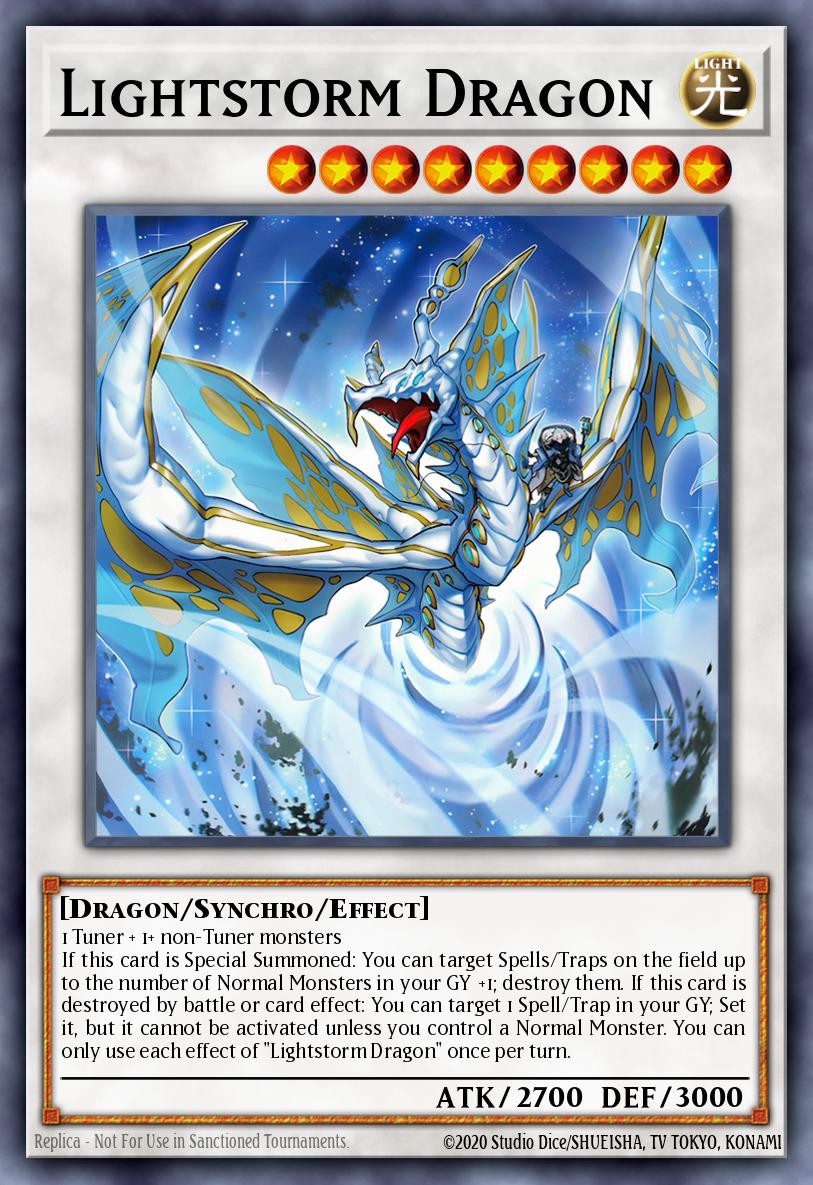 Lightstorm Dragon
LIGHT
光
[Dragon/Synchro/Effect]
1 Tuner + 1+ non-Tuner monsters
If this card is Special Summoned: You can target Spells/Traps on the field up
to the number of Normal Monsters in your GY +1; destroy them. If this card is
destroyed by battle or card effect: You can target 1 Spell/Trap in your GY; Set
it, but it cannot be activated unless you control a Normal Monster. You can
only use each effect of "Lightstorm Dragon" once per turn.
ATK/2700 DEF/3000
Replica - Not For Use in Sanctioned Tournaments.
©2020 Studio Dice/SHUEISHA, TV TOKYO, KONAMI